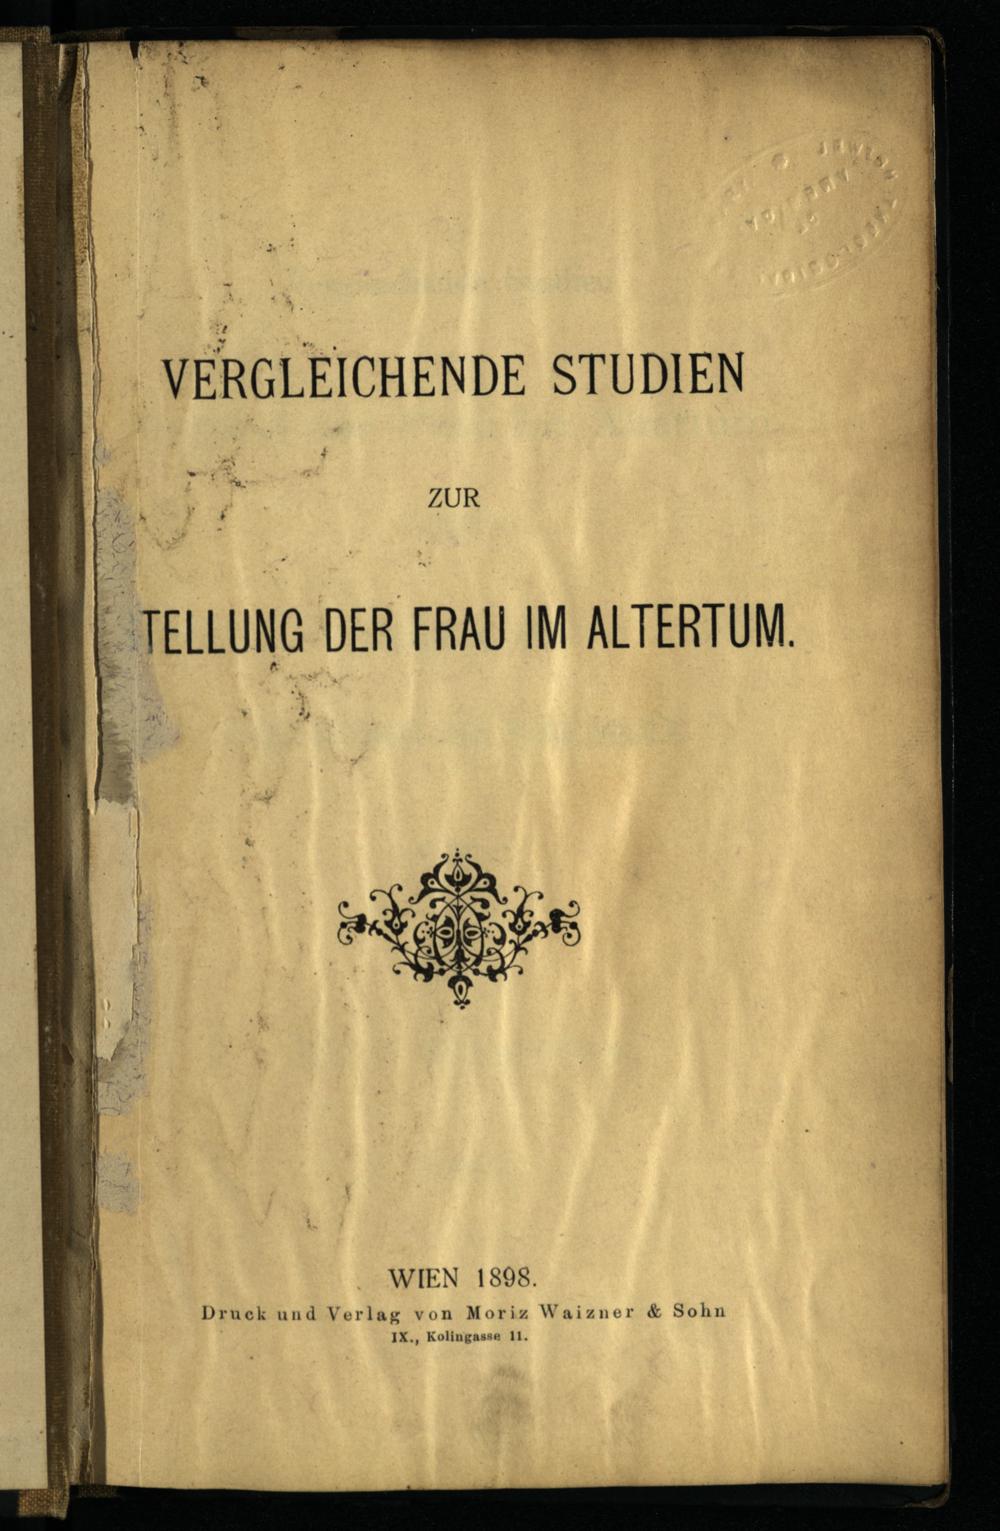 VERGLEICHENDE STUDIEN
ZUR
TELLUNG DER FRAU IM ALTERTUM.
WIEN 1898.
Druck und Verlag von Moriz Waizner & Sohn
IX., Kolingasse 11.